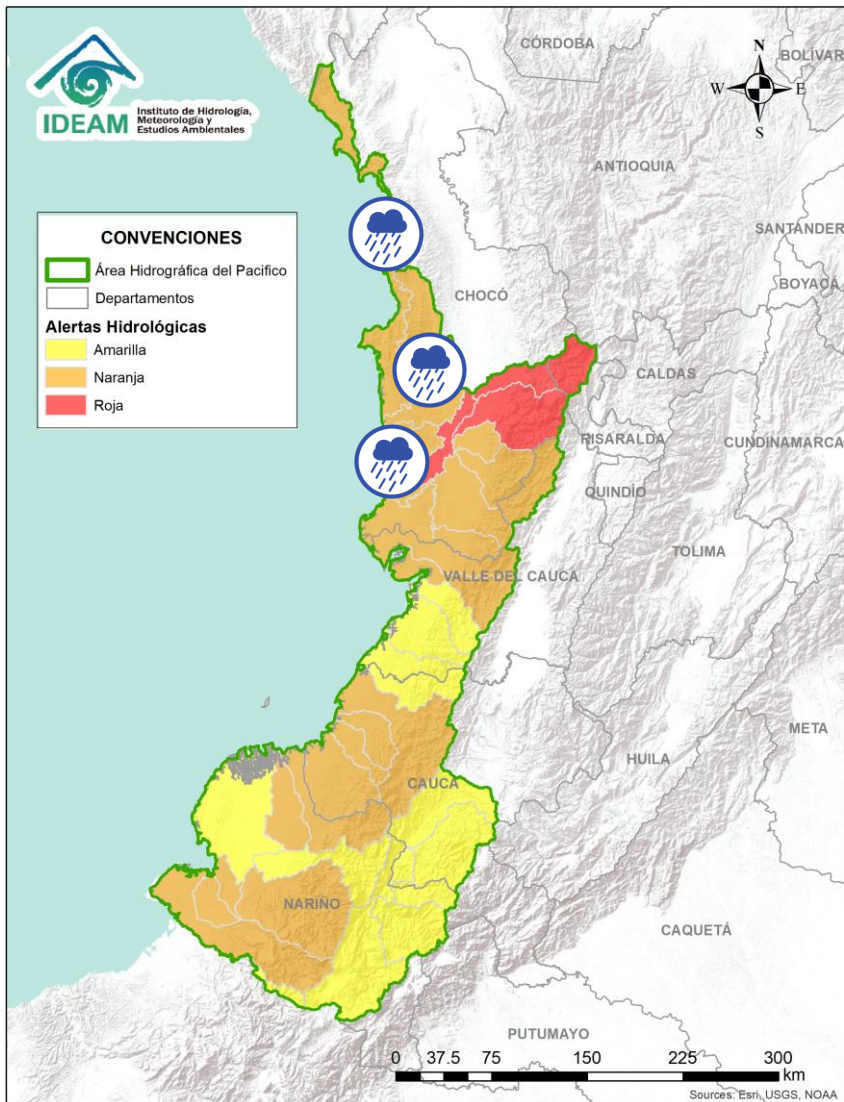 IDEAM
Instituto de Hidrología,
Meteorología y
Estudios Ambientales
CÓRDOBA
BOLÍVAR
N
W E
S
ANTIOQUIA
SANTANDER
BOYACÁ
CONVENCIONES
Área Hidrográfica del Pacifico
Departamentos
Alertas Hidrológicas
Amarilla
Naranja
Roja
CHOCÓ
CALDAS
RISARALDA
CUNDINAMARCA
QUINDÍO
TOLIMA
VALLE DEL CAUCA
META
HUILA
CAUCA
NARIÑO
CAQUETÁ
PUTUMAYO
0 37.5 75 150 225 300
km
Sources: Esri, USGS, NOAA